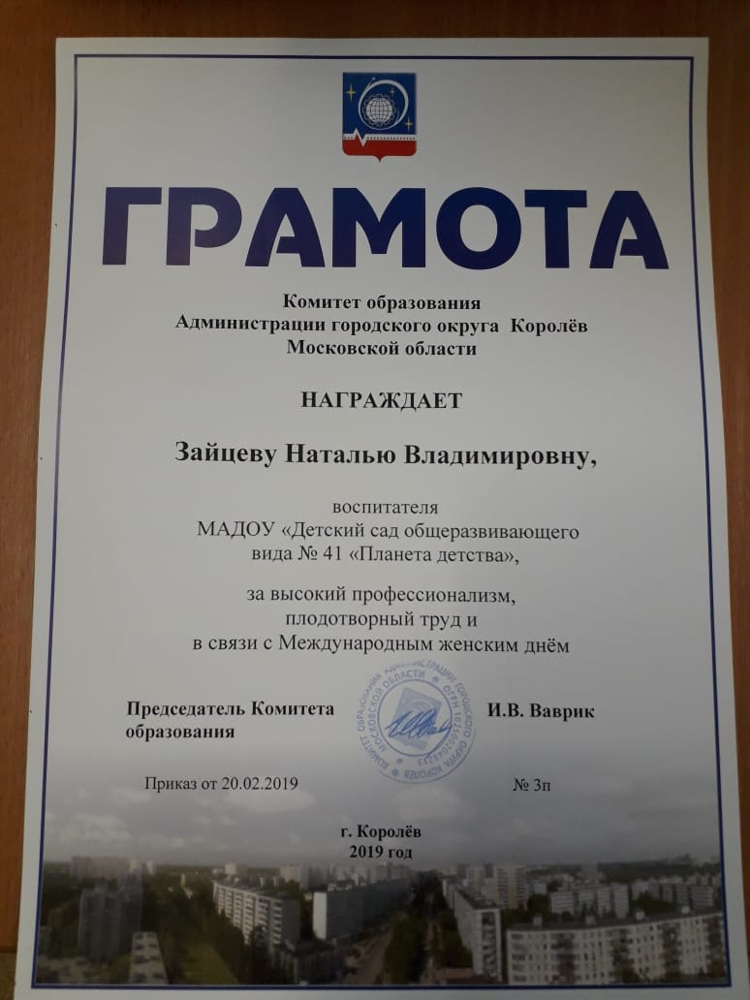 ГРАМОТА
Комитет образования
Администрации городского округа Королёв
Московской области
НАГРАЖДАЕТ
Зайцеву Наталью Владимировну,
воспитателя
МАДОУ «Детский сад общеразвивающего
вида № 41 «Планета детства»,
за высокий профессионализм,
плодотворный труд и
в связи с Международным женским днём
Председатель Комитета
образования
И.В. Ваврик
КОМИТЕТ ОБРАЗОВАНИЯ АДМИНИСТРАЦИИ ГОРОДСКОГО ОКРУГА КОРОЛЁВ
МОСКОВСКОЙ ОБЛАСТИ
ОГРН
Приказ от 20.02.2019
№ 3п
г. Королёв
2019 год